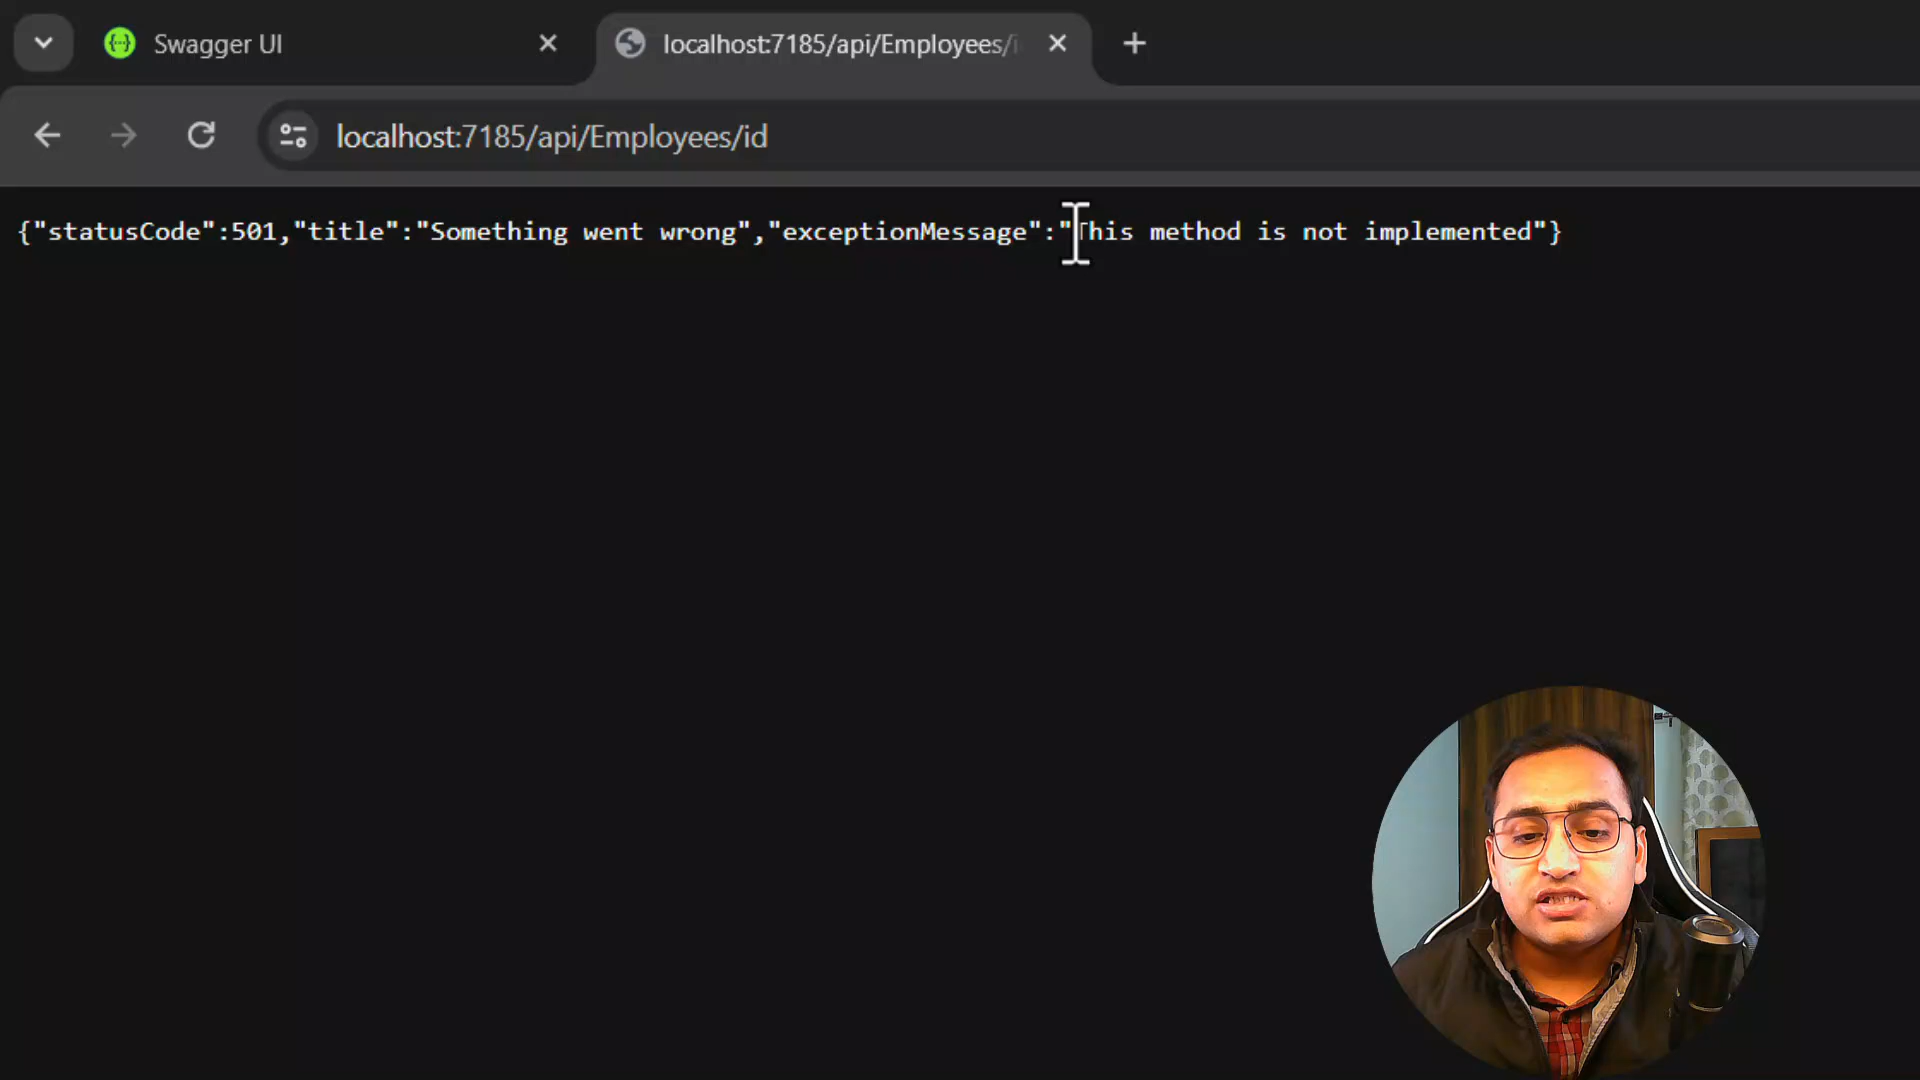 Swagger UI
localhost:7185/api/Employees/i
localhost:7185/api/Employees/id
{"statusCode":501,"title":"Something went wrong","exceptionMessage":"This method is not implemented"}